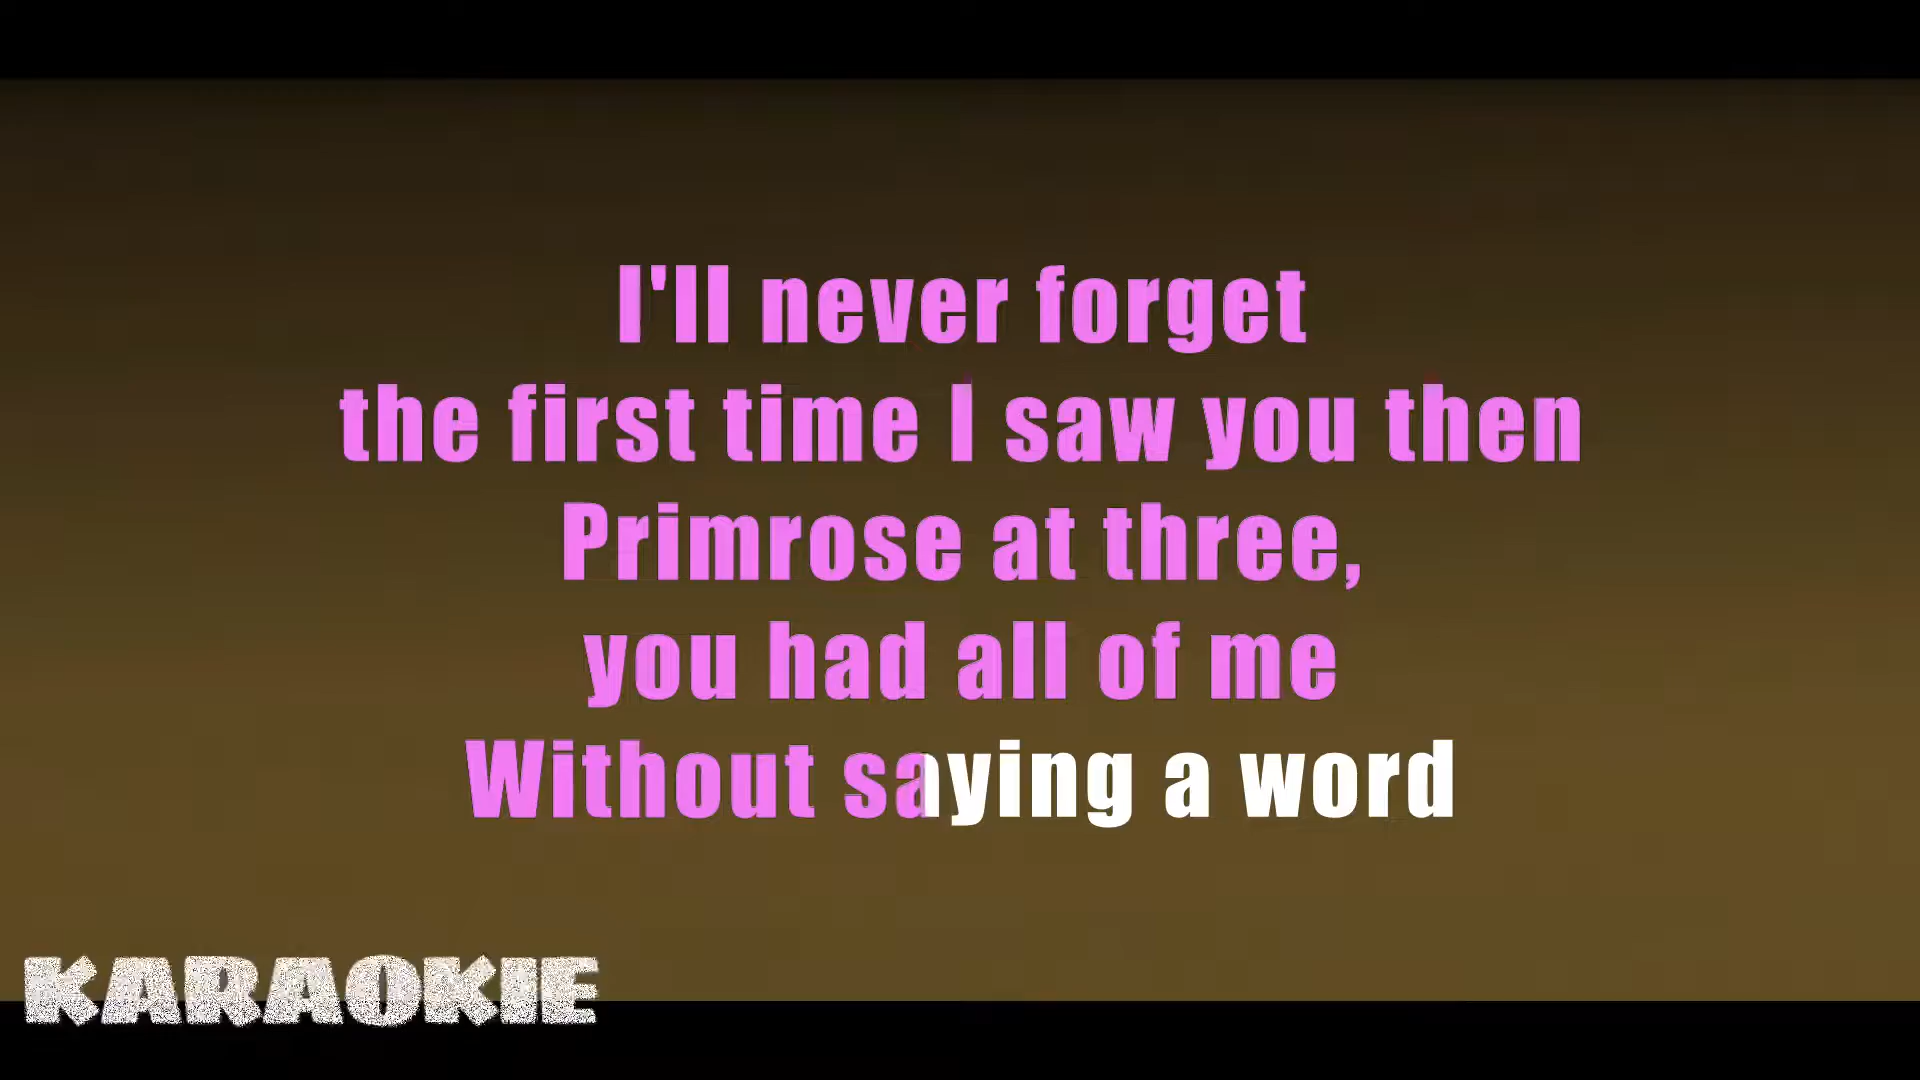 I'll never forget
the first time I saw you then
Primrose at three,
you had all of me
Without saying a word
KARAOKIE